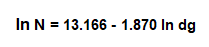 ln N = 13.166 - 1.870 ln dg